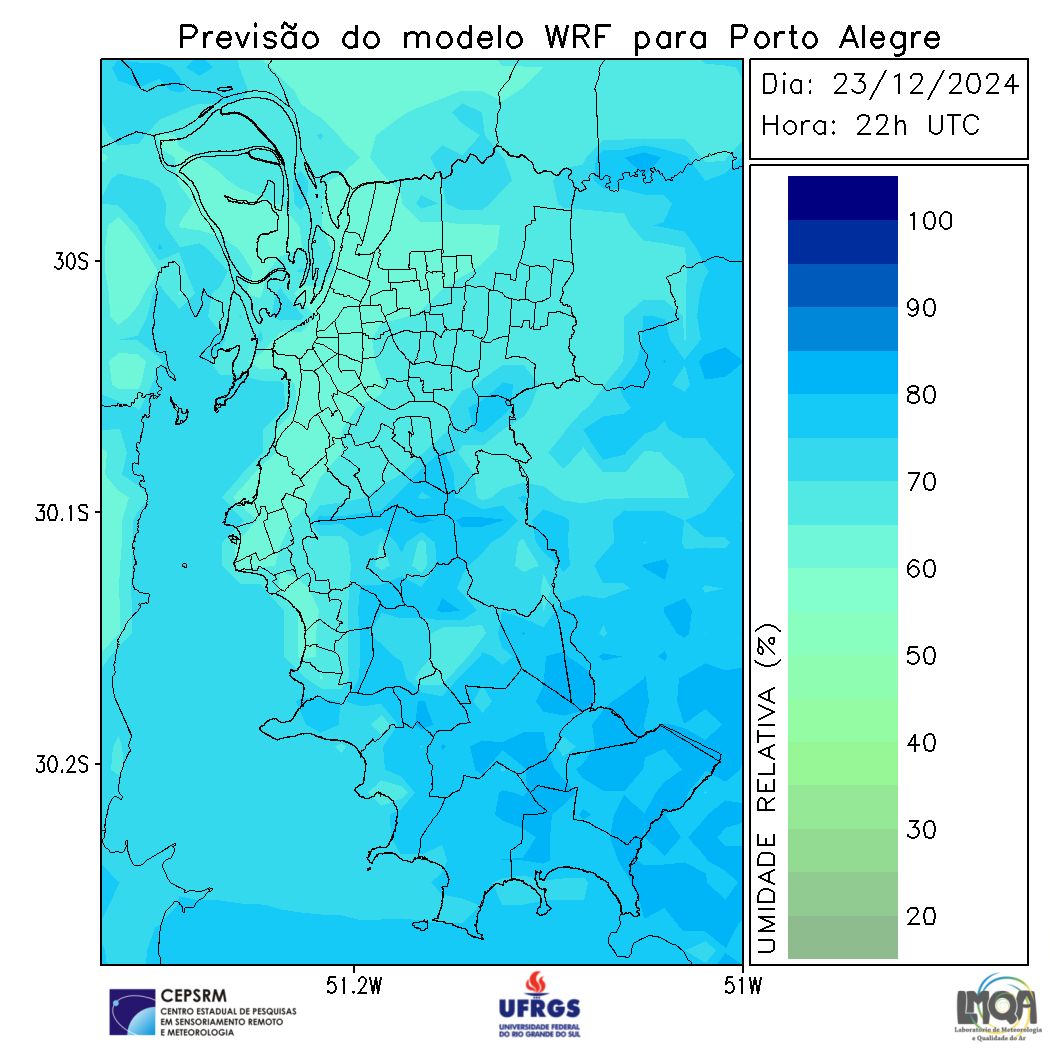 Previsão do modelo WRF para Porto Alegre
Dia: 23/12/2024
Hora: 22h UTC
30S
30.1S
30.2S
51.2W
51W
UMIDADE RELATIVA (%)
100
90
80
70
60
50
40
30
20
CEPSRM
CENTRO ESTADUAL DE PESQUISAS
EM SENSORIAMENTO REMOTO
E METEOROLOGIA
UFRGS
UNIVERSIDADE FEDERAL
DO RIO GRANDE DO SUL
LMQA
Laboratório de Meteorologia
e Qualidade do Ar